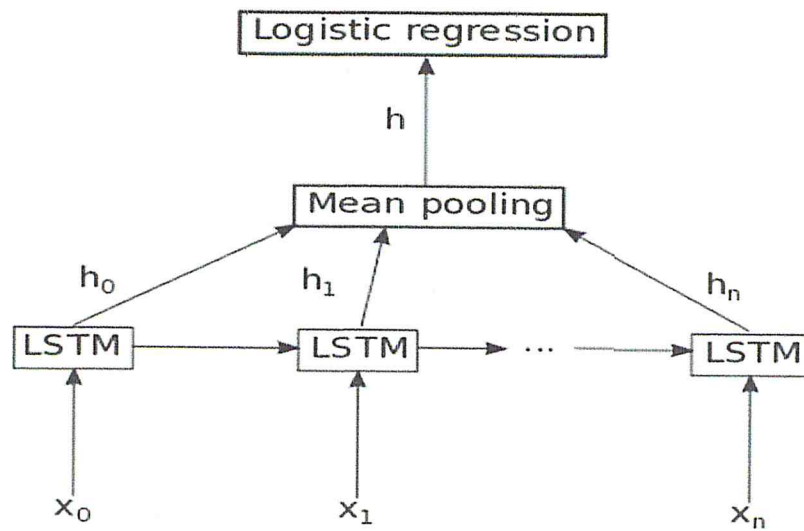 Logistic regression
h
Mean pooling
h₀ h₁ hₙ
LSTM LSTM ... LSTM
x₀ x₁ xₙ